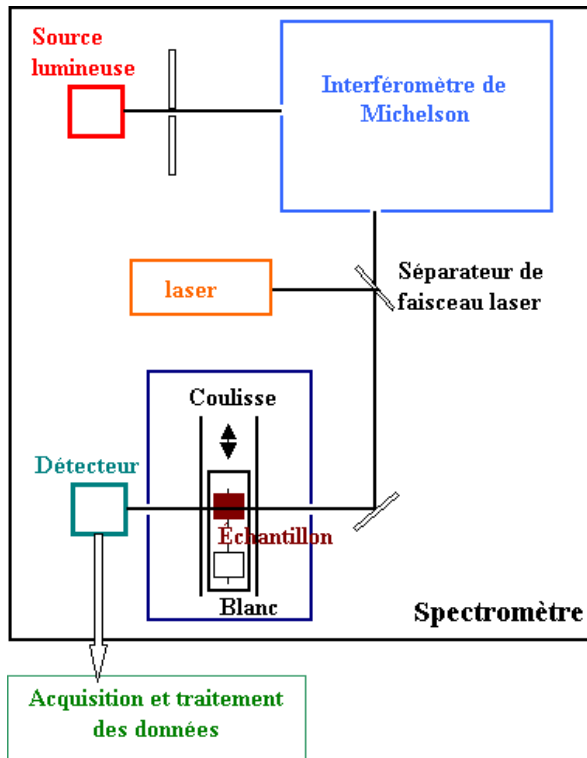 Source
lumineuse
Interféromètre de
Michelson
laser
Séparateur de
faisceau laser
Coulisse
Détecteur
Echantillon
Blanc
Spectromètre
Acquisition et traitement
des données